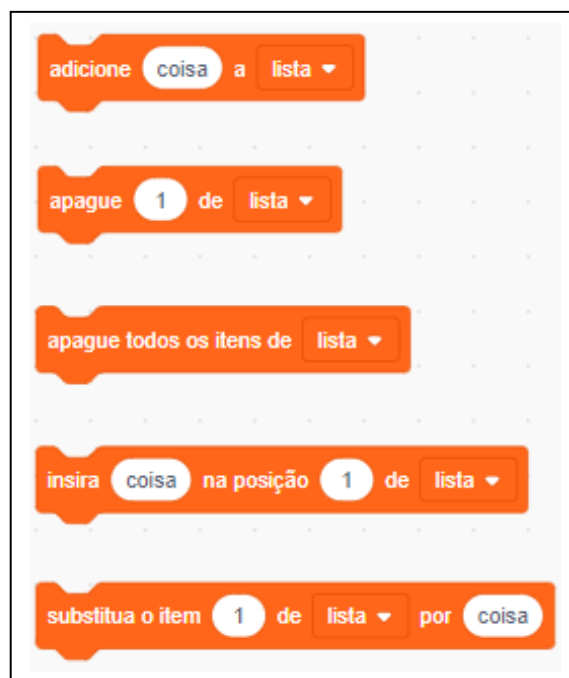 adicione coisa a lista
apague 1 de lista
apague todos os itens de lista
insira coisa na posição 1 de lista
substitua o item 1 de lista por coisa